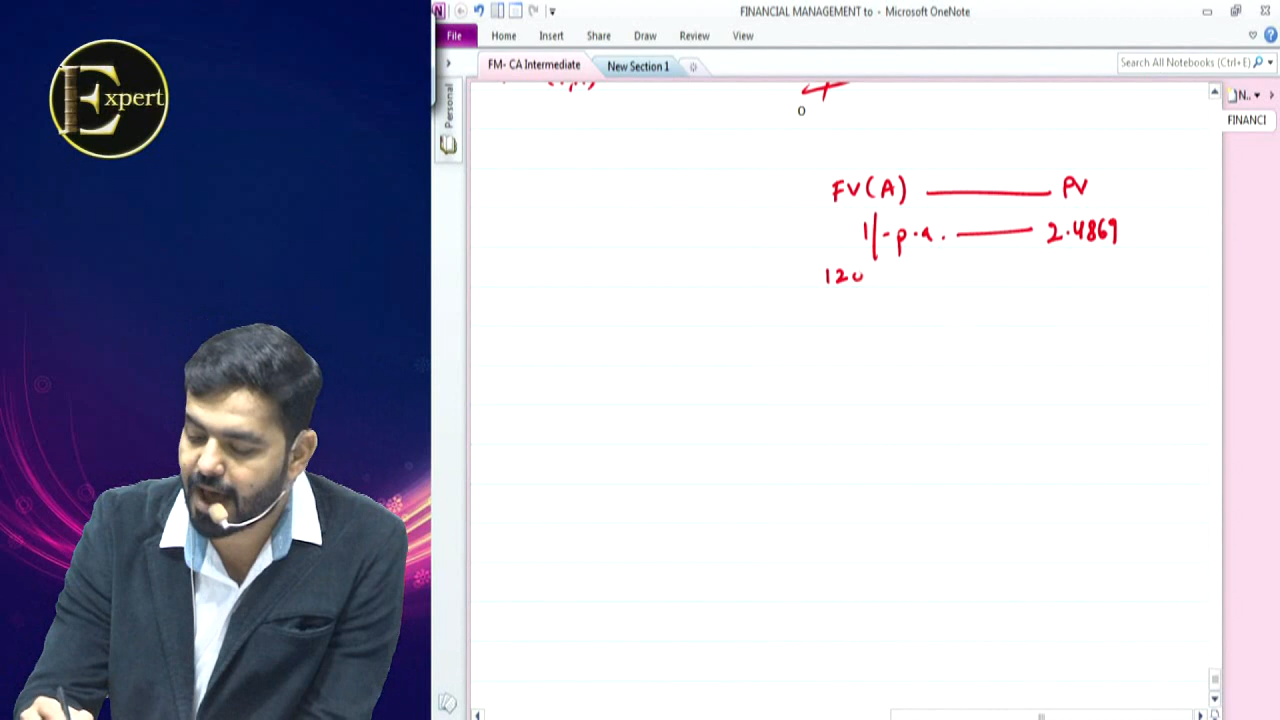 FINANCIAL MANAGEMENT to - Microsoft OneNote
File Home Insert Share Draw Review View
FM- CA Intermediate New Section 1
Search All Notebooks (Ctrl+E)
Personal
N..
FINANCI
Expert
0
FV(A) PV
1/- p.a. 2.4869
120